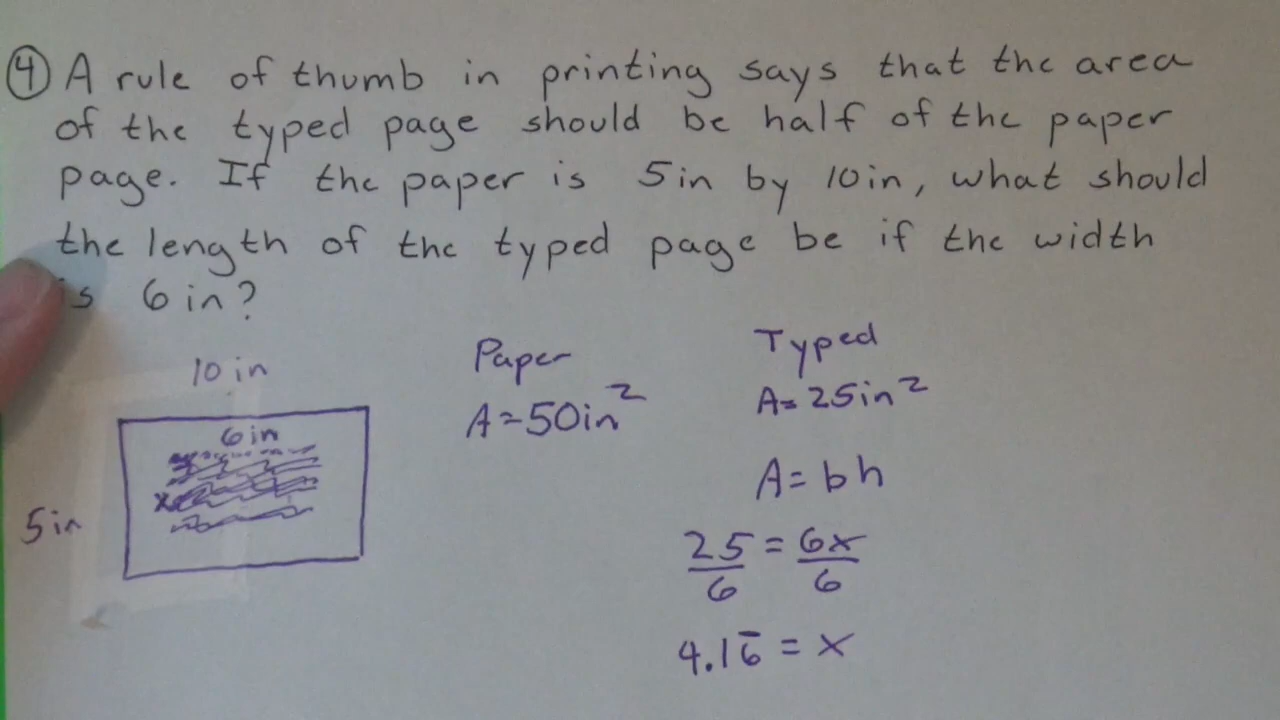 ④ A rule of thumb in printing says that the area
of the typed page should be half of the paper
page. If the paper is 5in by 10in, what should
the length of the typed page be if the width
is 6in?
10 in
6in
x
5in
Paper
A=50in²
Typed
A=25in²
A=bh
25/6 = 6x/6
4.16̅ = x